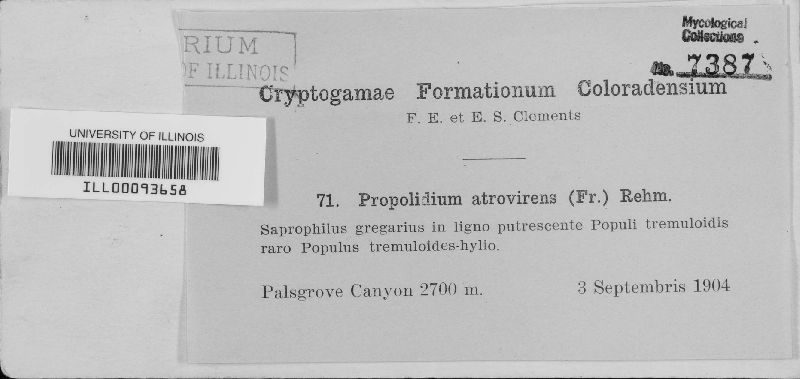 RIUM
OF ILLINOIS
Mycological
Collections
No. 7387
Cryptogamae Formationum Coloradensium
F. E. et E. S. Clements
UNIVERSITY OF ILLINOIS
ILL00093658
71. Propolidium atrovirens (Fr.) Rehm.
Saprophilus gregarius in ligno putrescente Populi tremuloidis
raro Populus tremuloides-hylio.
Palsgrove Canyon 2700 m. 3 Septembris 1904